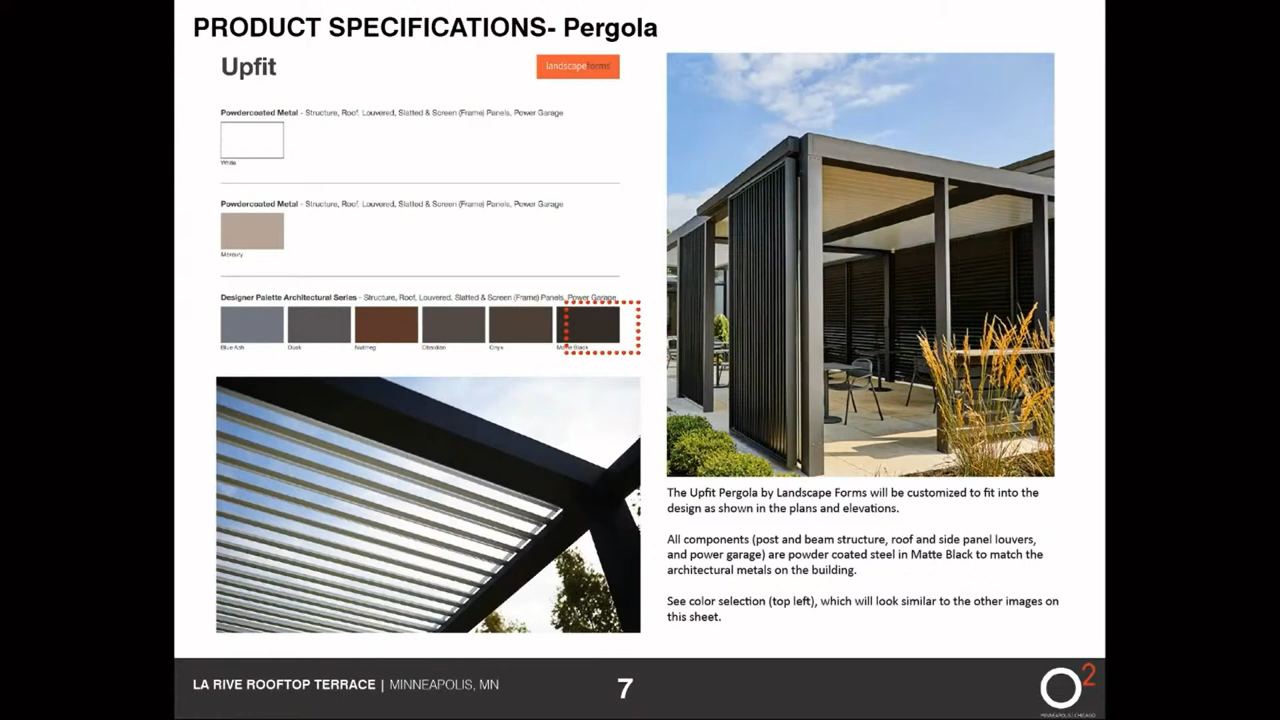 PRODUCT SPECIFICATIONS- Pergola
Upfit
landscapeforms
Powdercoated Metal - Structure, Roof, Louvered, Slatted & Screen (Frame) Panels, Power Garage
White
Powdercoated Metal - Structure, Roof, Louvered, Slatted & Screen (Frame) Panels, Power Garage
Mercury
Designer Palette Architectural Series - Structure, Roof, Louvered, Slatted & Screen (Frame) Panels, Power Garage
Blue Ash Dusk Nutmeg Obsidian Onyx Matte Black
The Upfit Pergola by Landscape Forms will be customized to fit into the
design as shown in the plans and elevations.
All components (post and beam structure, roof and side panel louvers,
and power garage) are powder coated steel in Matte Black to match the
architectural metals on the building.
See color selection (top left), which will look similar to the other images on
this sheet.
LA RIVE ROOFTOP TERRACE | MINNEAPOLIS, MN
7
O2
MINNEAPOLIS | CHICAGO